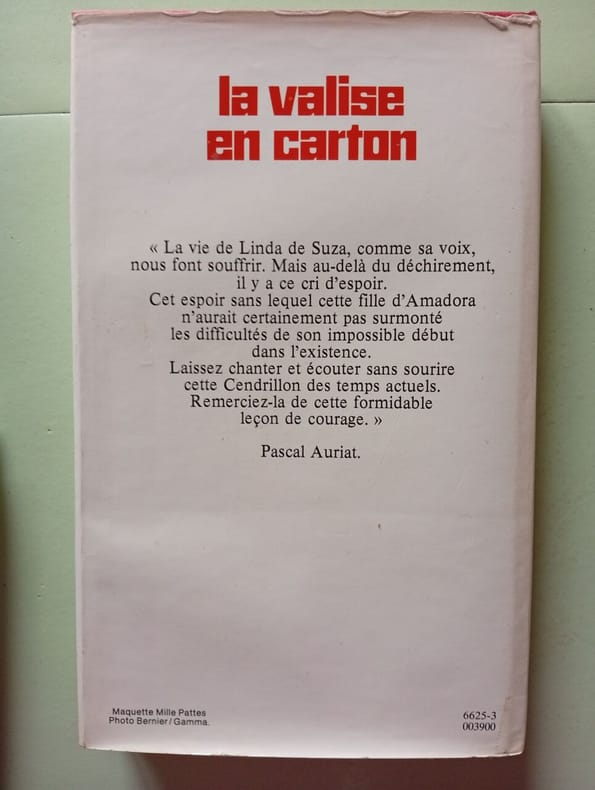 la valise
en carton
« La vie de Linda de Suza, comme sa voix,
nous font souffrir. Mais au-delà du déchirement,
il y a ce cri d'espoir.
Cet espoir sans lequel cette fille d'Amadora
n'aurait certainement pas surmonté
les difficultés de son impossible début
dans l'existence.
Laissez chanter et écouter sans sourire
cette Cendrillon des temps actuels.
Remerciez-la de cette formidable
leçon de courage. »
Pascal Auriat.
Maquette Mille Pattes
Photo Bernier/Gamma.
6625-3
003900